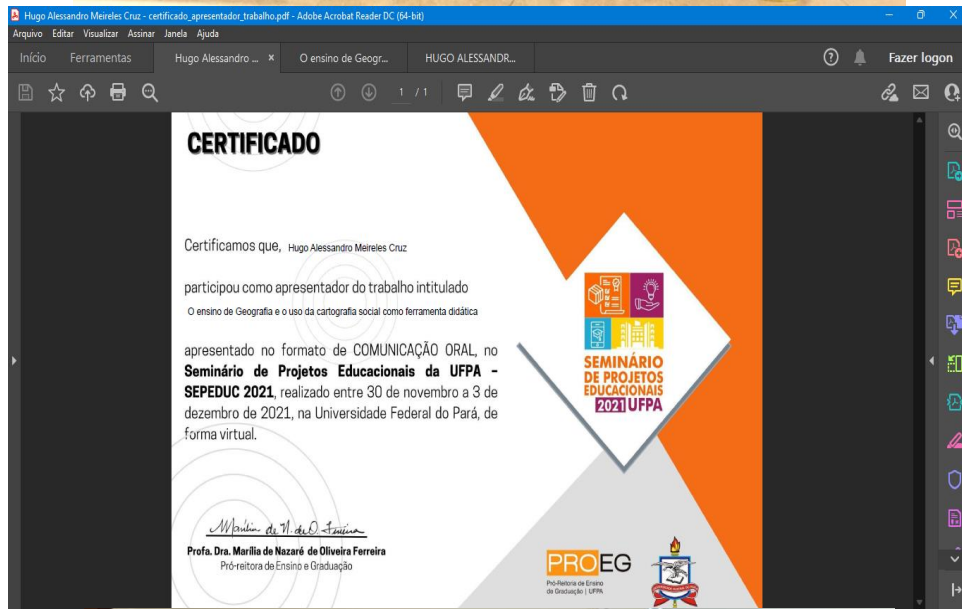 Hugo Alessandro Meireles Cruz - certificado_apresentador_trabalho.pdf - Adobe Acrobat Reader DC (64-bit)
Arquivo Editar Visualizar Assinar Janela Ajuda
Início Ferramentas Hugo Alessandro ... × O ensino de Geogr... HUGO ALESSANDR... Fazer logon
1 / 1
CERTIFICADO
Certificamos que, Hugo Alessandro Meireles Cruz
participou como apresentador do trabalho intitulado
O ensino de Geografia e o uso da cartografia social como ferramenta didática
apresentado no formato de COMUNICAÇÃO ORAL, no
Seminário de Projetos Educacionais da UFPA –
SEPEDUC 2021, realizado entre 30 de novembro a 3 de
dezembro de 2021, na Universidade Federal do Pará, de
forma virtual.
SEMINÁRIO
DE PROJETOS
EDUCACIONAIS
2021 UFPA
Marília de N. de O. Ferreira
Profa. Dra. Marília de Nazaré de Oliveira Ferreira
Pró-reitora de Ensino e Graduação
PROEG
Pró-Reitoria de Ensino
de Graduação | UFPA